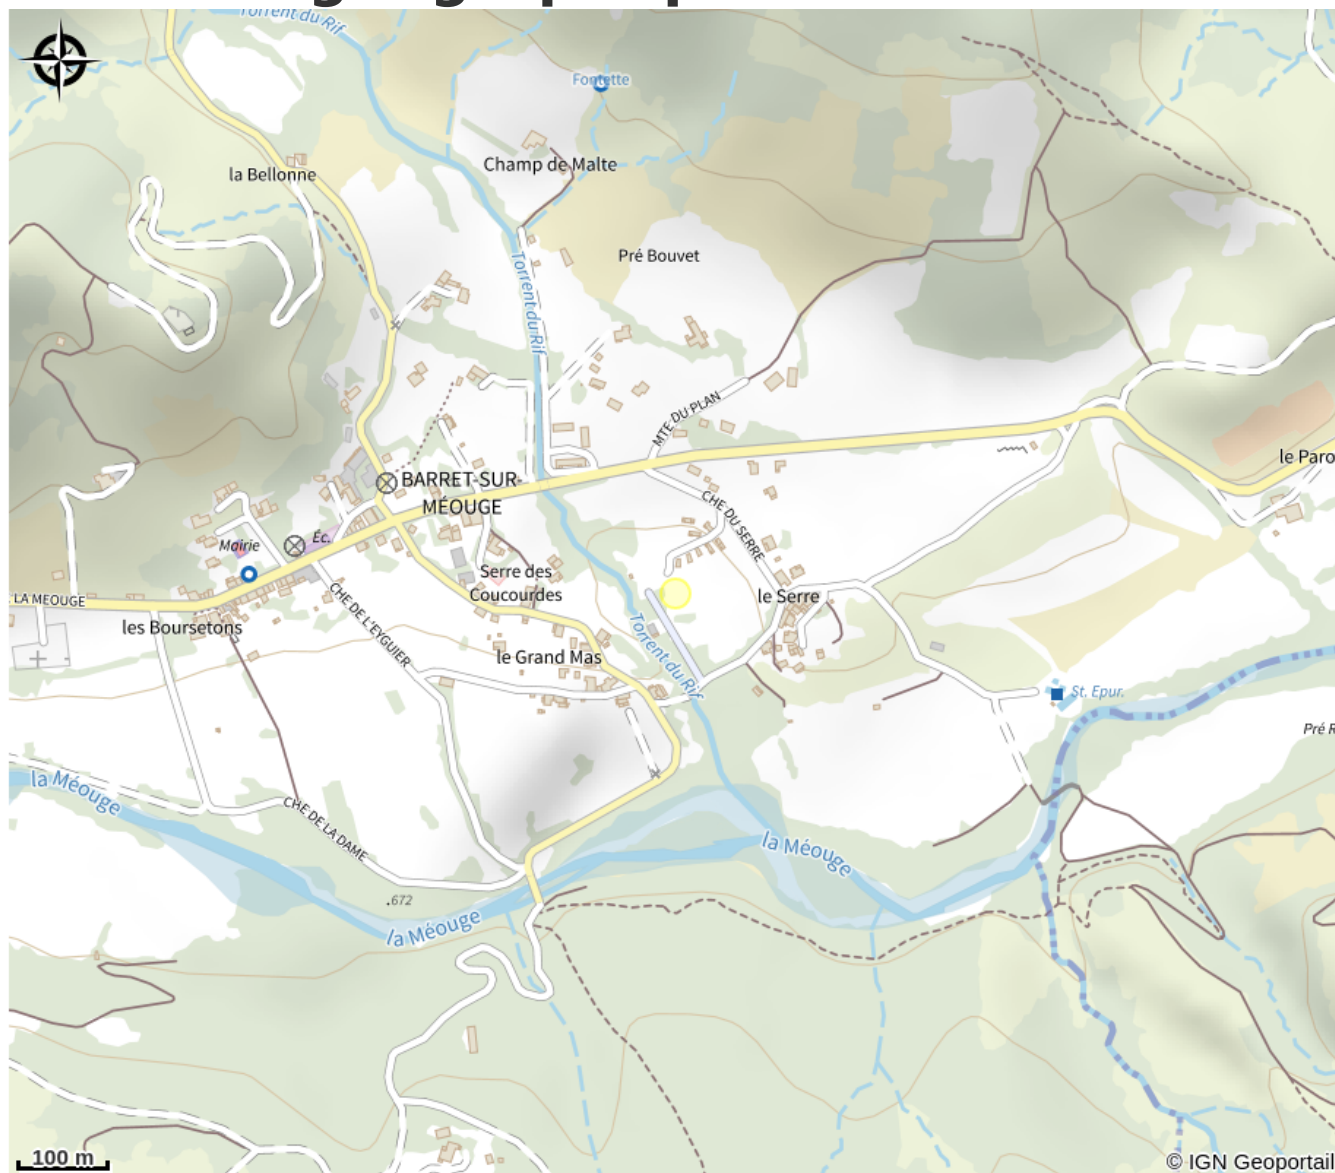 Torrent du Rif
Fontette
Champ de Malte
la Bellonne
Pré Bouvet
Torrent du Rif
MTE DU PLAN
le Paro
BARRET-SUR-
MEOUGE
CHE DU SERRE
Éc.
Mairie
Serre des
Coucourdes
le Serre
LA MEOUGE
CHE DE L'EYGUIER
les Boursetons
Torrent du Rif
le Grand Mas
St. Epur.
Pré R
la Méouge
CHE DE LA DAME
la Méouge
.672
la Méouge
100 m
© IGN Geoportail